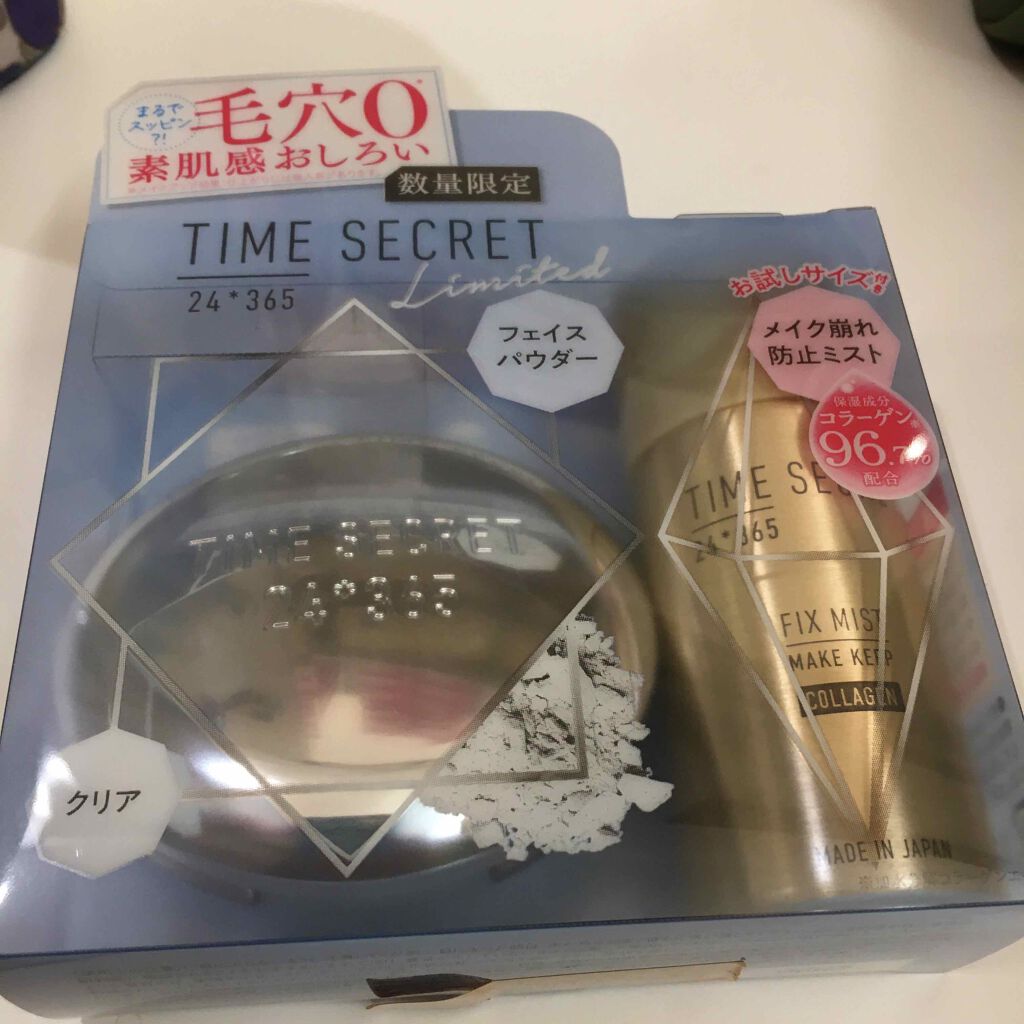 まるで
スッピン
?!
毛穴0
素肌感おしろい
数量限定
TIME SECRET
Limited
24*365
フェイス
パウダー
お試しサイズ付き
メイク崩れ
防止ミスト
保湿成分
コラーゲン※
96.7%
配合
TIME SECRET
24*365
TIME SEC
24*365
FIX MIST
MAKE KEEP
COLLAGEN
クリア
MADE IN JAPAN